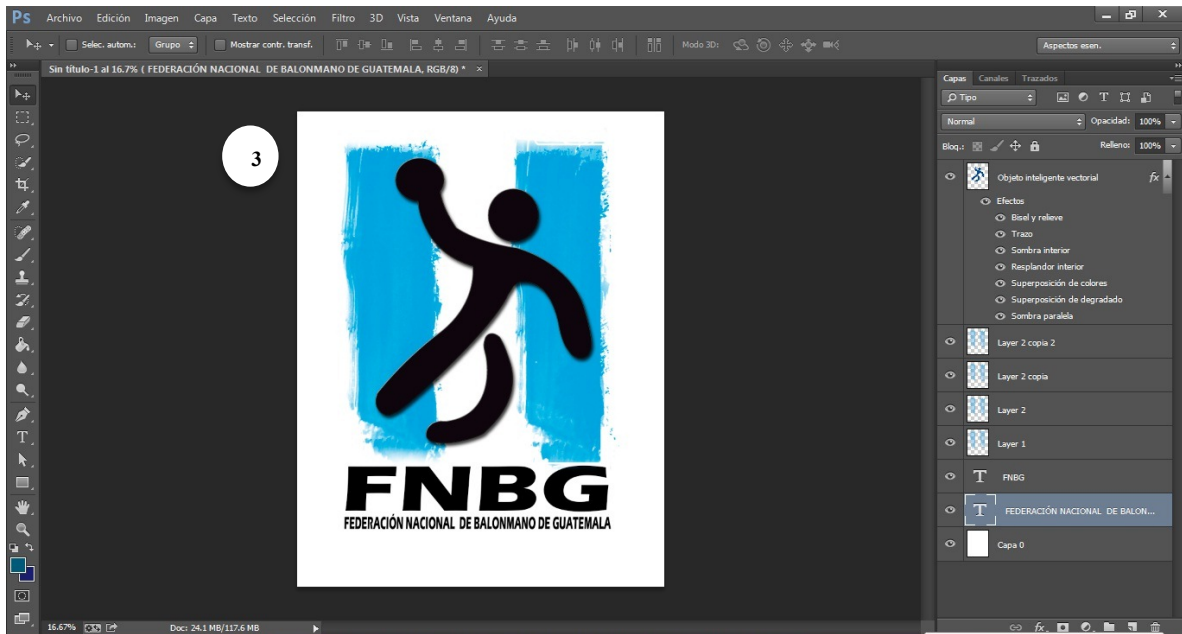 Ps Archivo Edición Imagen Capa Texto Selección Filtro 3D Vista Ventana Ayuda
Selec. autom.: Grupo Mostrar contr. transf. Modo 3D: Aspectos esen.
Sin título-1 al 16.7% ( FEDERACIÓN NACIONAL DE BALONMANO DE GUATEMALA, RGB/8) * ×
3
FNBG
FEDERACIÓN NACIONAL DE BALONMANO DE GUATEMALA
Capas Canales Trazados
Tipo
Normal Opacidad: 100%
Bloq.: Relleno: 100%
Objeto inteligente vectorial fx
Efectos
Bisel y relieve
Trazo
Sombra interior
Resplandor interior
Superposición de colores
Superposición de degradado
Sombra paralela
Layer 2 copia 2
Layer 2 copia
Layer 2
Layer 1
T FNBG
T FEDERACIÓN NACIONAL DE BALON...
Capa 0
16.67% Doc: 24.1 MB/117.6 MB
fx